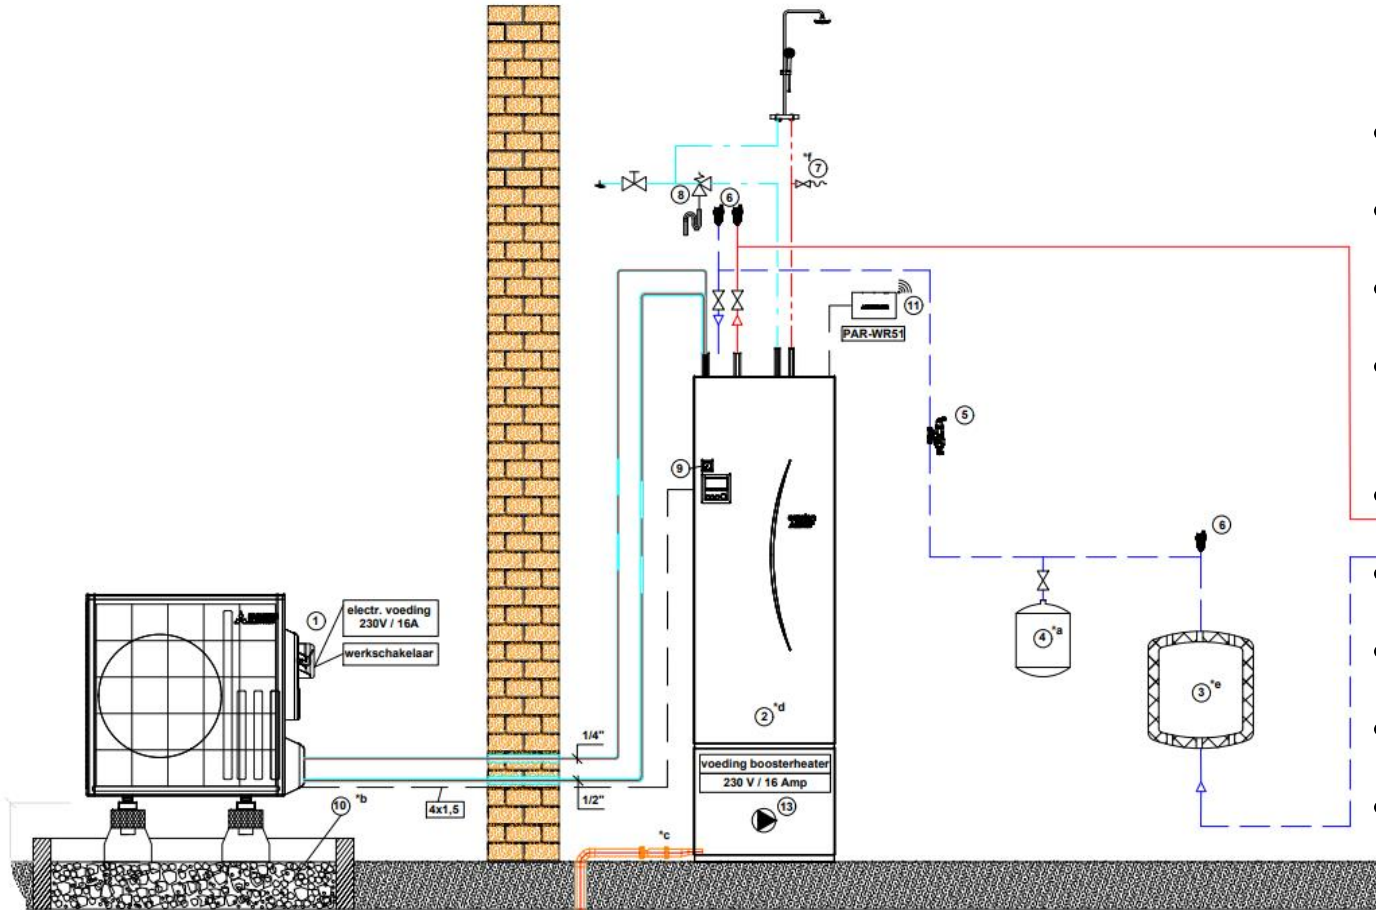 *f
7
8
6
11
PAR-WR51
5
9
6
1
electr. voeding
230V / 16A
werkschakelaar
4 *a
3 *e
2 *d
1/4"
voeding boosterheater
230 V / 16 Amp
1/2"
10 *b
4x1,5
13
*c